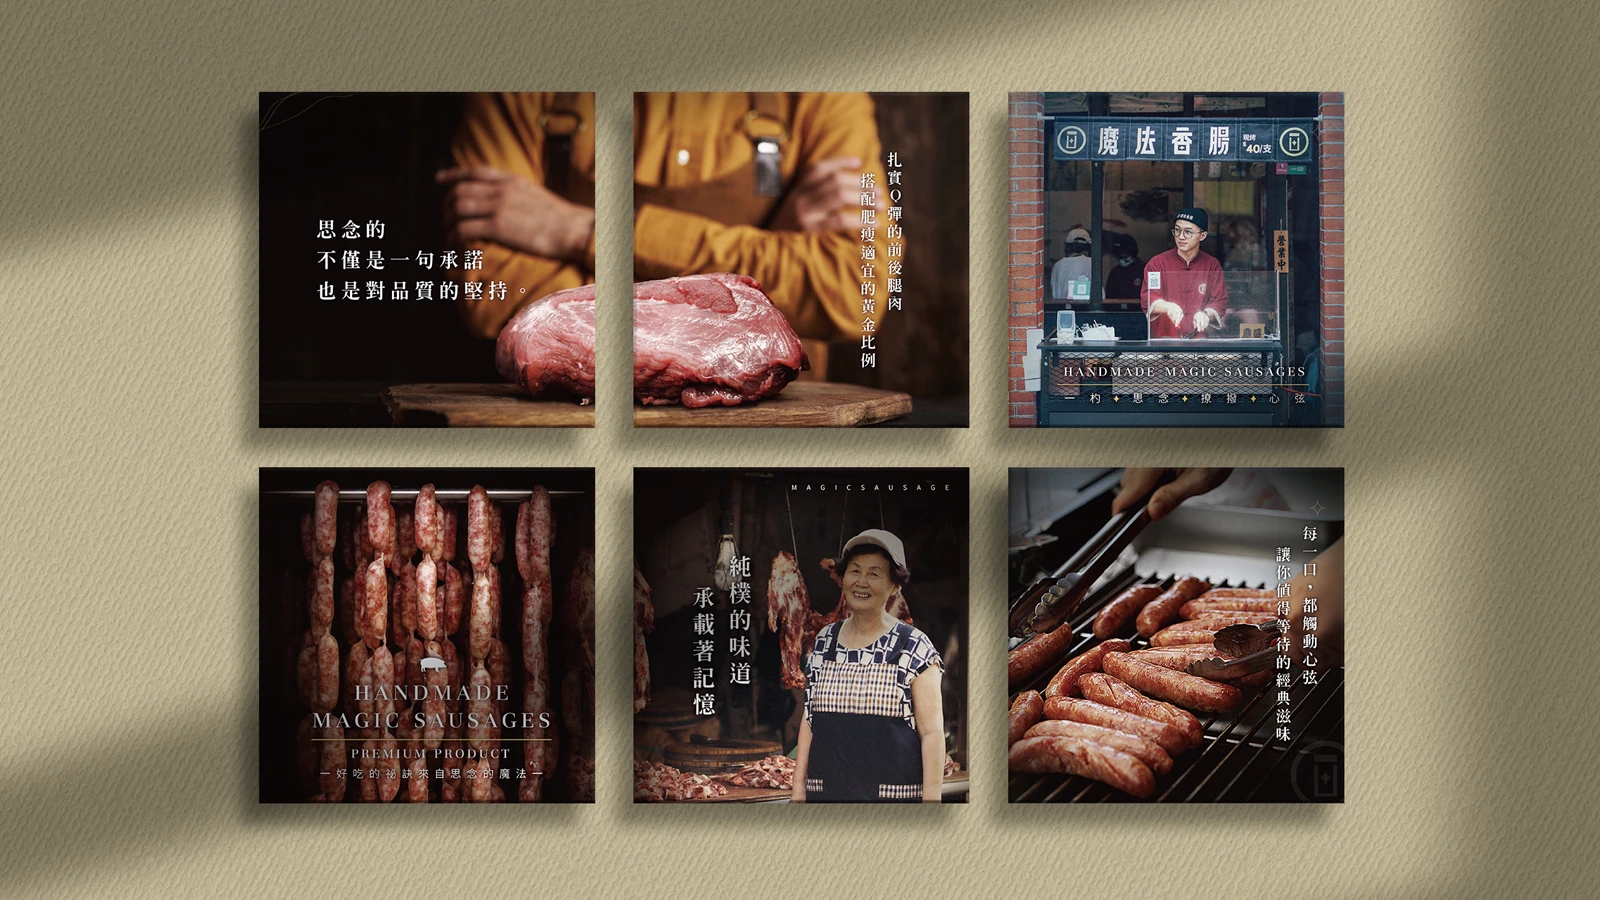 思念的
不僅是一句承諾
也是對品質的堅持。
扎實Q彈的前後腿肉
搭配肥瘦適宜的黃金比例
魔法香腸
現烤
$40/支
營業中
HANDMADE MAGIC SAUSAGES
一杓✦思念✦撩撥✦心弦
HANDMADE
MAGIC SAUSAGES
PREMIUM PRODUCT
—好吃的祕訣來自思念的魔法—
MAGICSAUSAGE
純樸的味道
承載著記憶
每一口，都觸動心弦
讓你值得等待的經典滋味